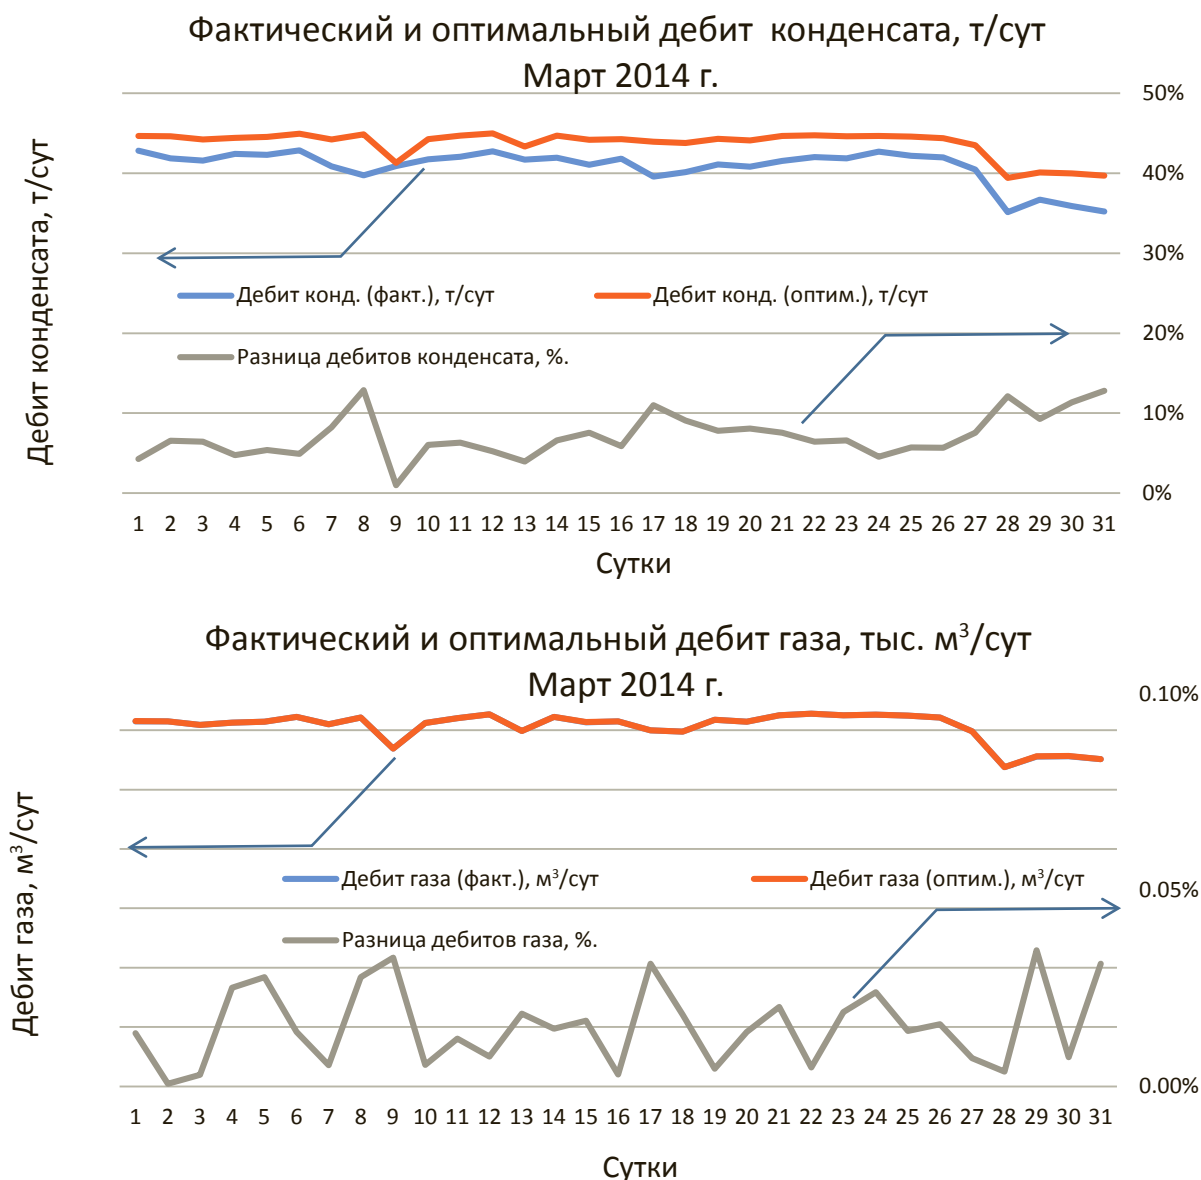 Фактический и оптимальный дебит конденсата, т/сут
Март 2014 г.
50%
40%
30%
20%
10%
0%
Дебит конденсата, т/сут
Дебит конд. (факт.), т/сут
Дебит конд. (оптим.), т/сут
Разница дебитов конденсата, %.
1 2 3 4 5 6 7 8 9 10 11 12 13 14 15 16 17 18 19 20 21 22 23 24 25 26 27 28 29 30 31
Сутки
Фактический и оптимальный дебит газа, тыс. м³/сут
Март 2014 г.
0.10%
0.05%
0.00%
Дебит газа, м³/сут
Дебит газа (факт.), м³/сут
Дебит газа (оптим.), м³/сут
Разница дебитов газа, %.
1 2 3 4 5 6 7 8 9 10 11 12 13 14 15 16 17 18 19 20 21 22 23 24 25 26 27 28 29 30 31
Сутки